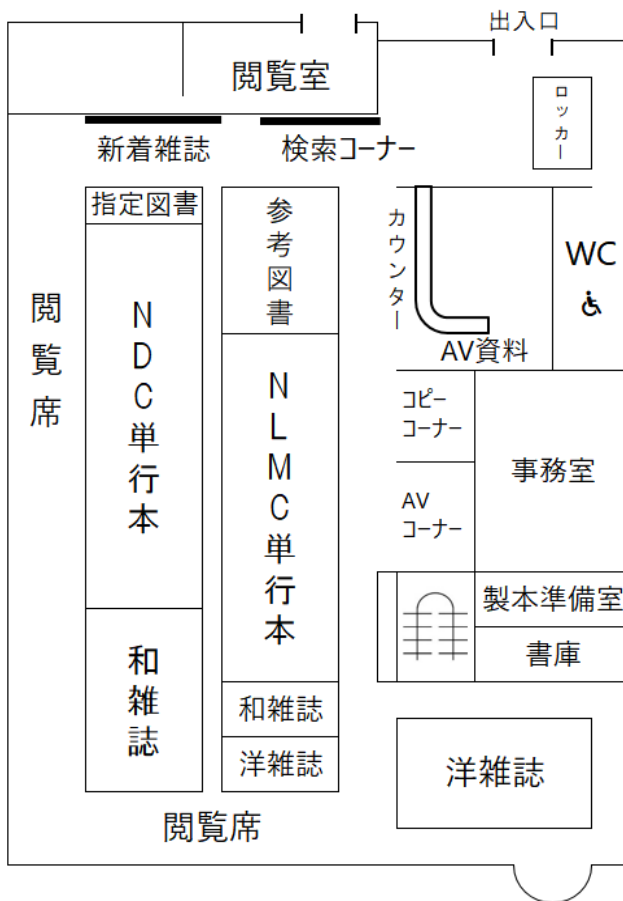 出入口
閲覧室
ロッカー
新着雑誌
検索コーナー
指定図書
参考図書
カウンター
WC
閲覧席
NDC単行本
NLMC単行本
AV資料
コピー
コーナー
事務室
AV
コーナー
製本準備室
書庫
和雑誌
和雑誌
洋雑誌
洋雑誌
閲覧席